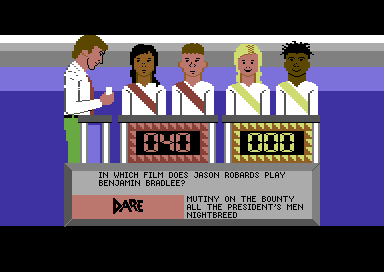 040 000
IN WHICH FILM DOES JASON ROBARDS PLAY
BENJAMIN BRADLEE?
DARE
MUTINY ON THE BOUNTY
ALL THE PRESIDENT'S MEN
NIGHTBREED